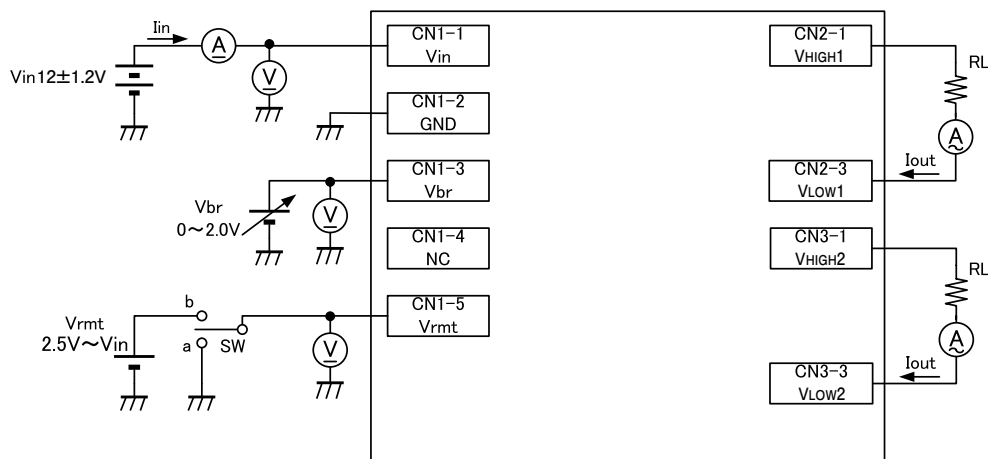 Iin
A
V
Vin12±1.2V
CN1-1
Vin
CN1-2
GND
CN1-3
Vbr
Vbr
0～2.0V
V
CN1-4
NC
CN1-5
Vrmt
b
Vrmt
2.5V～Vin
a
SW
V
CN2-1
VHIGH1
RL
A
Iout
CN2-3
VLOW1
CN3-1
VHIGH2
RL
A
Iout
CN3-3
VLOW2